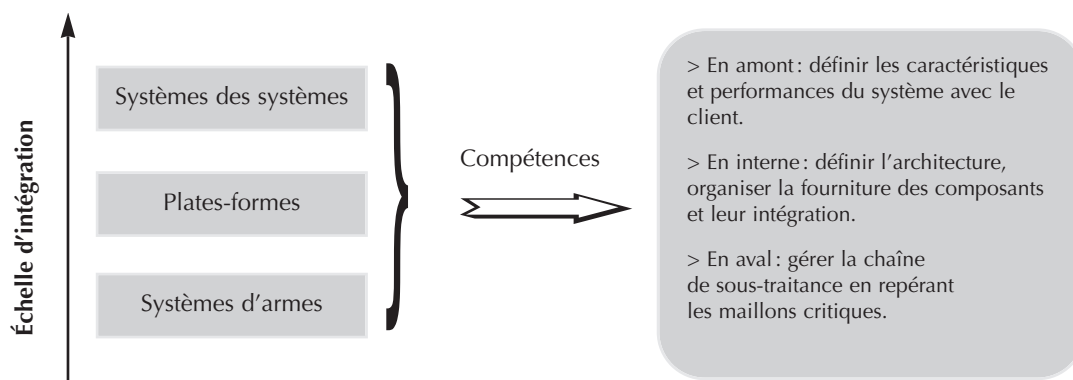 Échelle d'intégration
Systèmes des systèmes
Plates-formes
Systèmes d'armes
Compétences
> En amont : définir les caractéristiques
et performances du système avec le
client.
> En interne : définir l'architecture,
organiser la fourniture des composants
et leur intégration.
> En aval : gérer la chaîne
de sous-traitance en repérant
les maillons critiques.